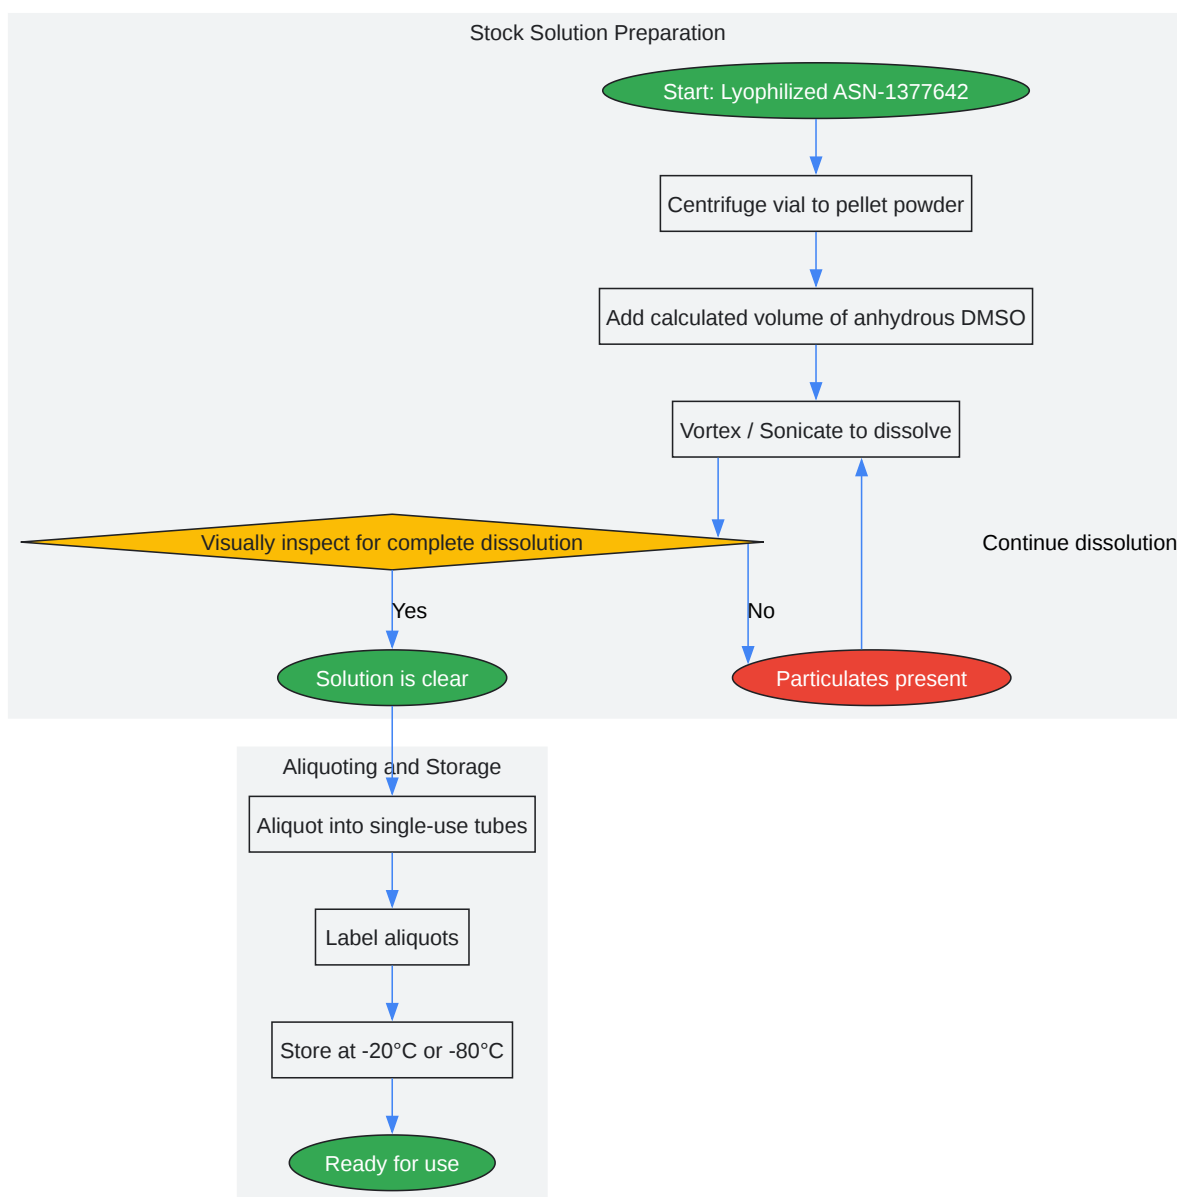 Stock Solution Preparation
Start: Lyophilized ASN-1377642
Centrifuge vial to pellet powder
Add calculated volume of anhydrous DMSO
Vortex / Sonicate to dissolve
Visually inspect for complete dissolution
Continue dissolution
Yes
No
Solution is clear
Particulates present
Aliquoting and Storage
Aliquot into single-use tubes
Label aliquots
Store at -20°C or -80°C
Ready for use